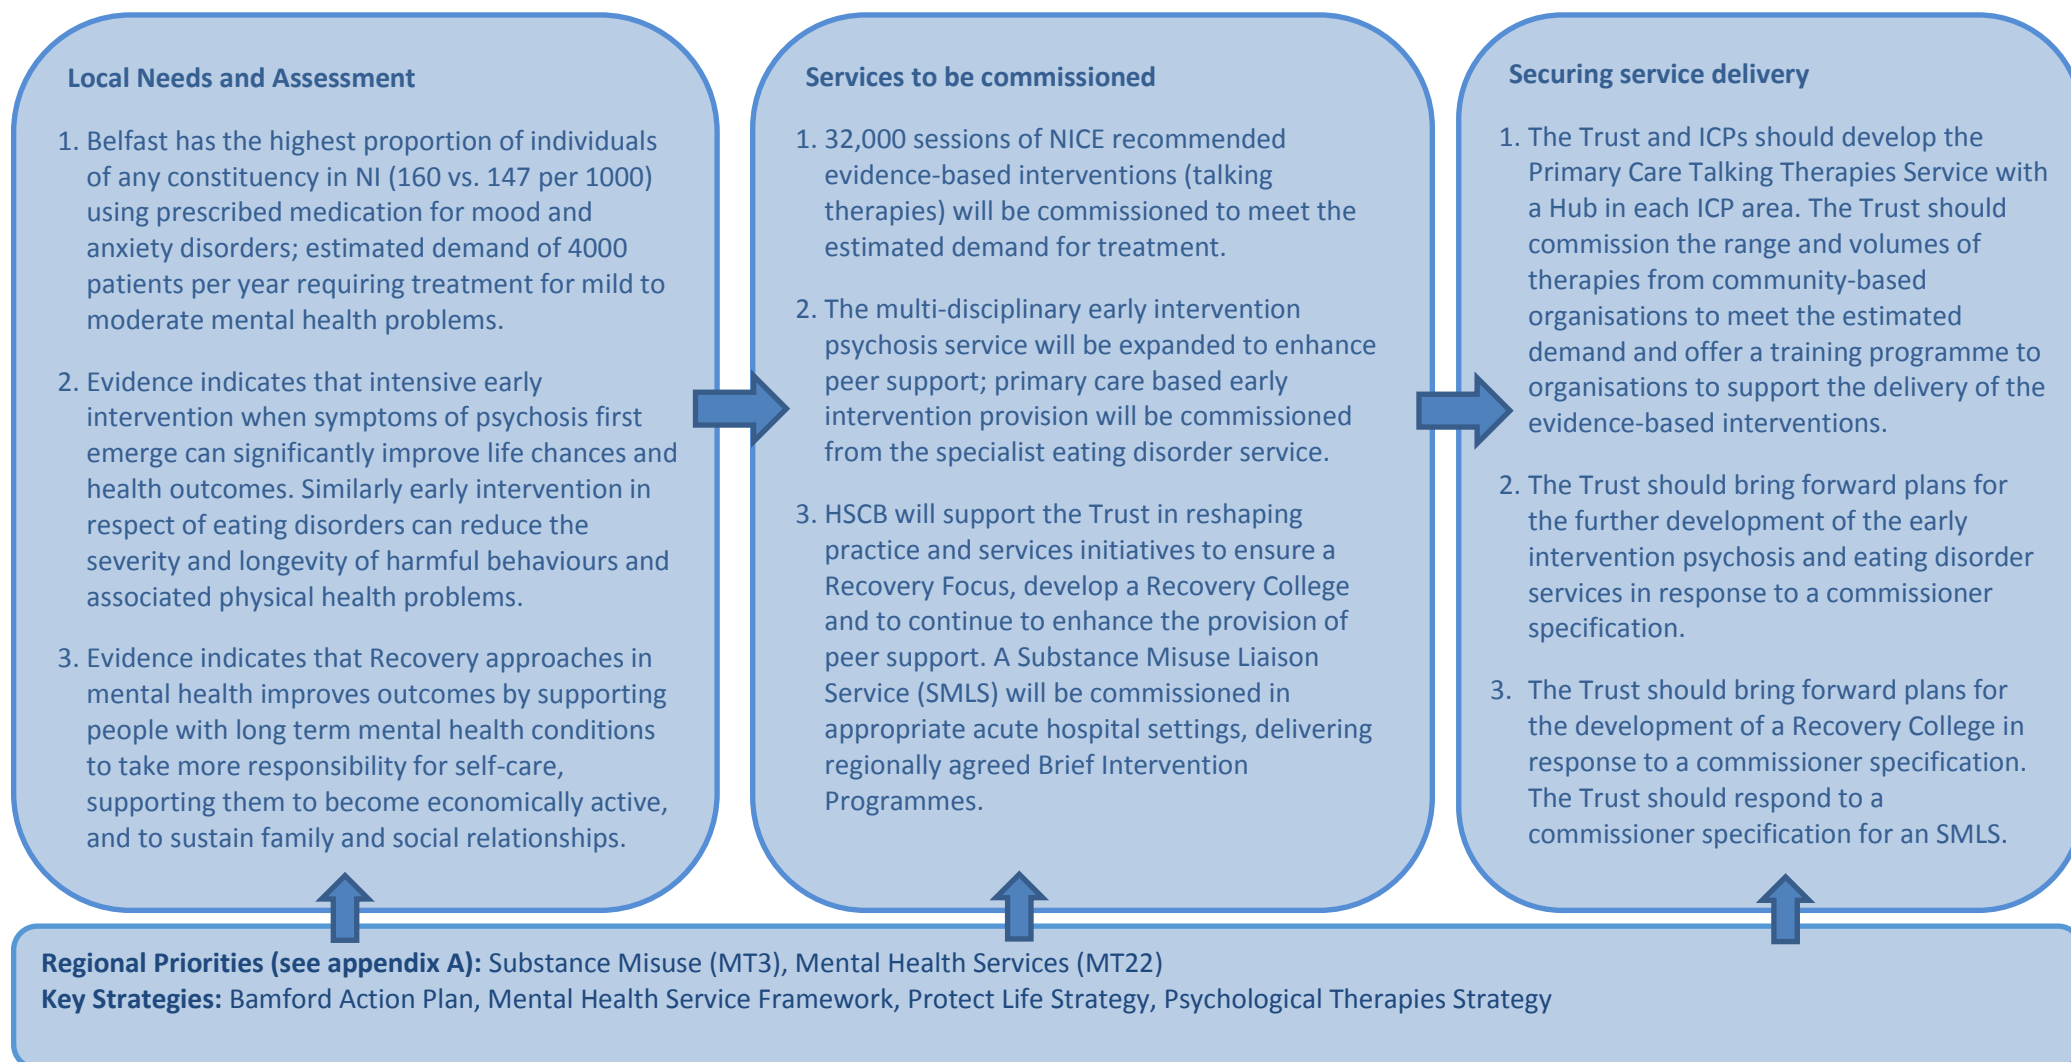 Local Needs and Assessment
1. Belfast has the highest proportion of individuals
of any constituency in NI (160 vs. 147 per 1000)
using prescribed medication for mood and
anxiety disorders; estimated demand of 4000
patients per year requiring treatment for mild to
moderate mental health problems.
2. Evidence indicates that intensive early
intervention when symptoms of psychosis first
emerge can significantly improve life chances and
health outcomes. Similarly early intervention in
respect of eating disorders can reduce the
severity and longevity of harmful behaviours and
associated physical health problems.
3. Evidence indicates that Recovery approaches in
mental health improves outcomes by supporting
people with long term mental health conditions
to take more responsibility for self-care,
supporting them to become economically active,
and to sustain family and social relationships.
Services to be commissioned
1. 32,000 sessions of NICE recommended
evidence-based interventions (talking
therapies) will be commissioned to meet the
estimated demand for treatment.
2. The multi-disciplinary early intervention
psychosis service will be expanded to enhance
peer support; primary care based early
intervention provision will be commissioned
from the specialist eating disorder service.
3. HSCB will support the Trust in reshaping
practice and services initiatives to ensure a
Recovery Focus, develop a Recovery College
and to continue to enhance the provision of
peer support. A Substance Misuse Liaison
Service (SMLS) will be commissioned in
appropriate acute hospital settings, delivering
regionally agreed Brief Intervention
Programmes.
Securing service delivery
1. The Trust and ICPs should develop the
Primary Care Talking Therapies Service with
a Hub in each ICP area. The Trust should
commission the range and volumes of
therapies from community-based
organisations to meet the estimated
demand and offer a training programme to
organisations to support the delivery of the
evidence-based interventions.
2. The Trust should bring forward plans for
the further development of the early
intervention psychosis and eating disorder
services in response to a commissioner
specification.
3. The Trust should bring forward plans for
the development of a Recovery College in
response to a commissioner specification.
The Trust should respond to a
commissioner specification for an SMLS.
Regional Priorities (see appendix A): Substance Misuse (MT3), Mental Health Services (MT22)
Key Strategies: Bamford Action Plan, Mental Health Service Framework, Protect Life Strategy, Psychological Therapies Strategy